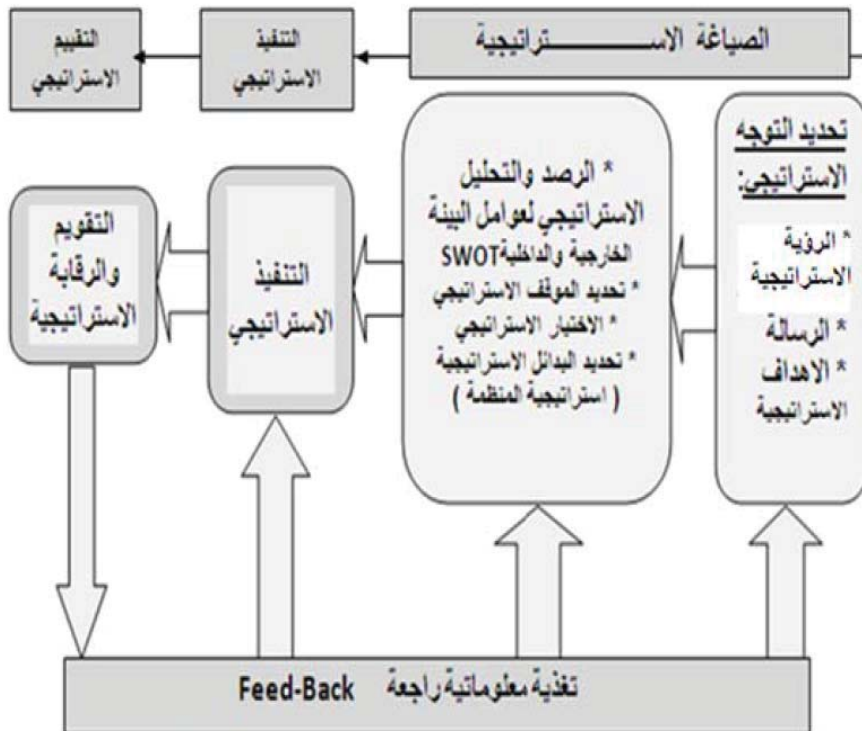 الصياغة الاســـــــتراتيجية
التنفيذ
الاستراتيجي
التقييم
الاستراتيجي
تحديد التوجه
الاستراتيجي:
* الرؤية
الاستراتيجية
* الرسالة
* الاهداف
الاستراتيجية
* الرصد والتحليل
الاستراتيجي لعوامل البيئة
الخارجية والداخلية SWOT
* تحديد الموقف الاستراتيجي
* الاختيار الاستراتيجي
* تحديد البدائل الاستراتيجية
( استراتيجية المنظمة )
التنفيذ
الاستراتيجي
التقويم
والرقابة
الاستراتيجية
تغذية معلوماتية راجعة Feed-Back